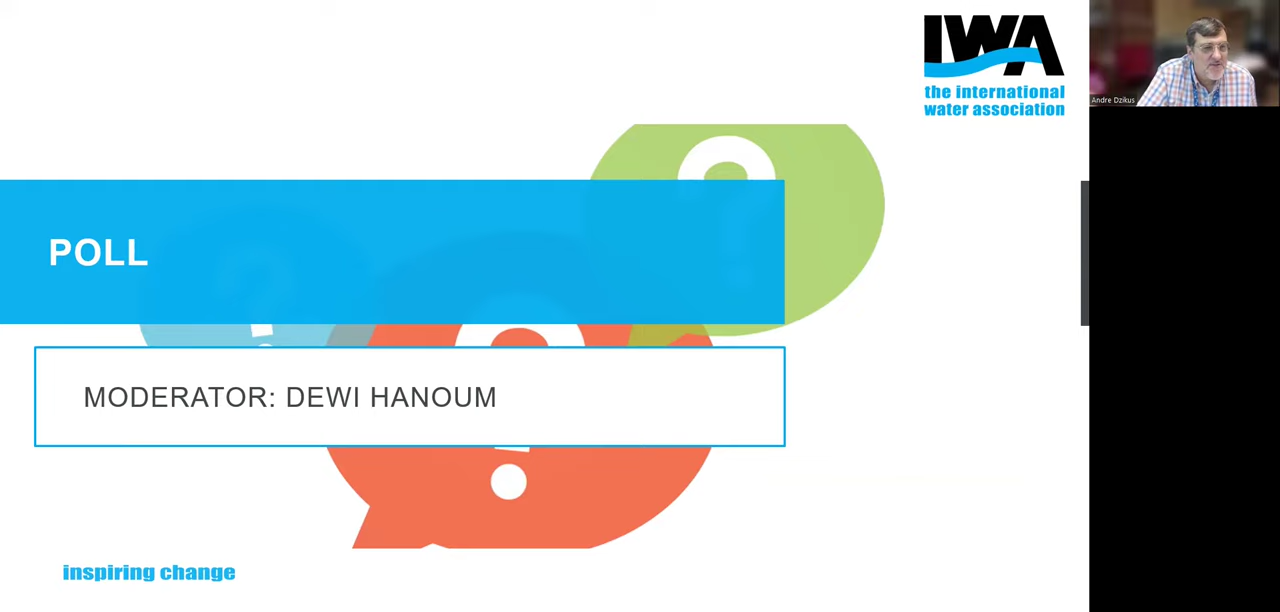 IWA
the international
water association
Andre Dzikus
POLL
MODERATOR: DEWI HANOUM
inspiring change